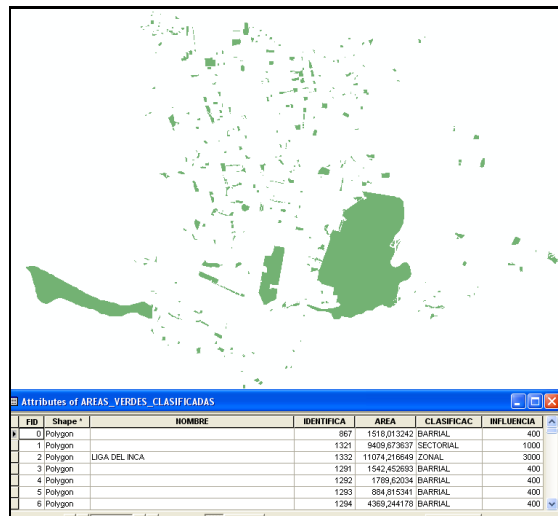 Attributes of AREAS_VERDES_CLASIFICADAS
FID Shape * NOMBRE IDENTIFICA AREA CLASIFICAC INFLUENCIA
0 Polygon 867 1518,013242 BARRIAL 400
1 Polygon 1321 9409,673637 SECTORIAL 1000
2 Polygon LIGA DEL INCA 1332 11074,216649 ZONAL 3000
3 Polygon 1291 1542,452693 BARRIAL 400
4 Polygon 1292 1789,62034 BARRIAL 400
5 Polygon 1293 884,815341 BARRIAL 400
6 Polygon 1294 4369,244178 BARRIAL 400